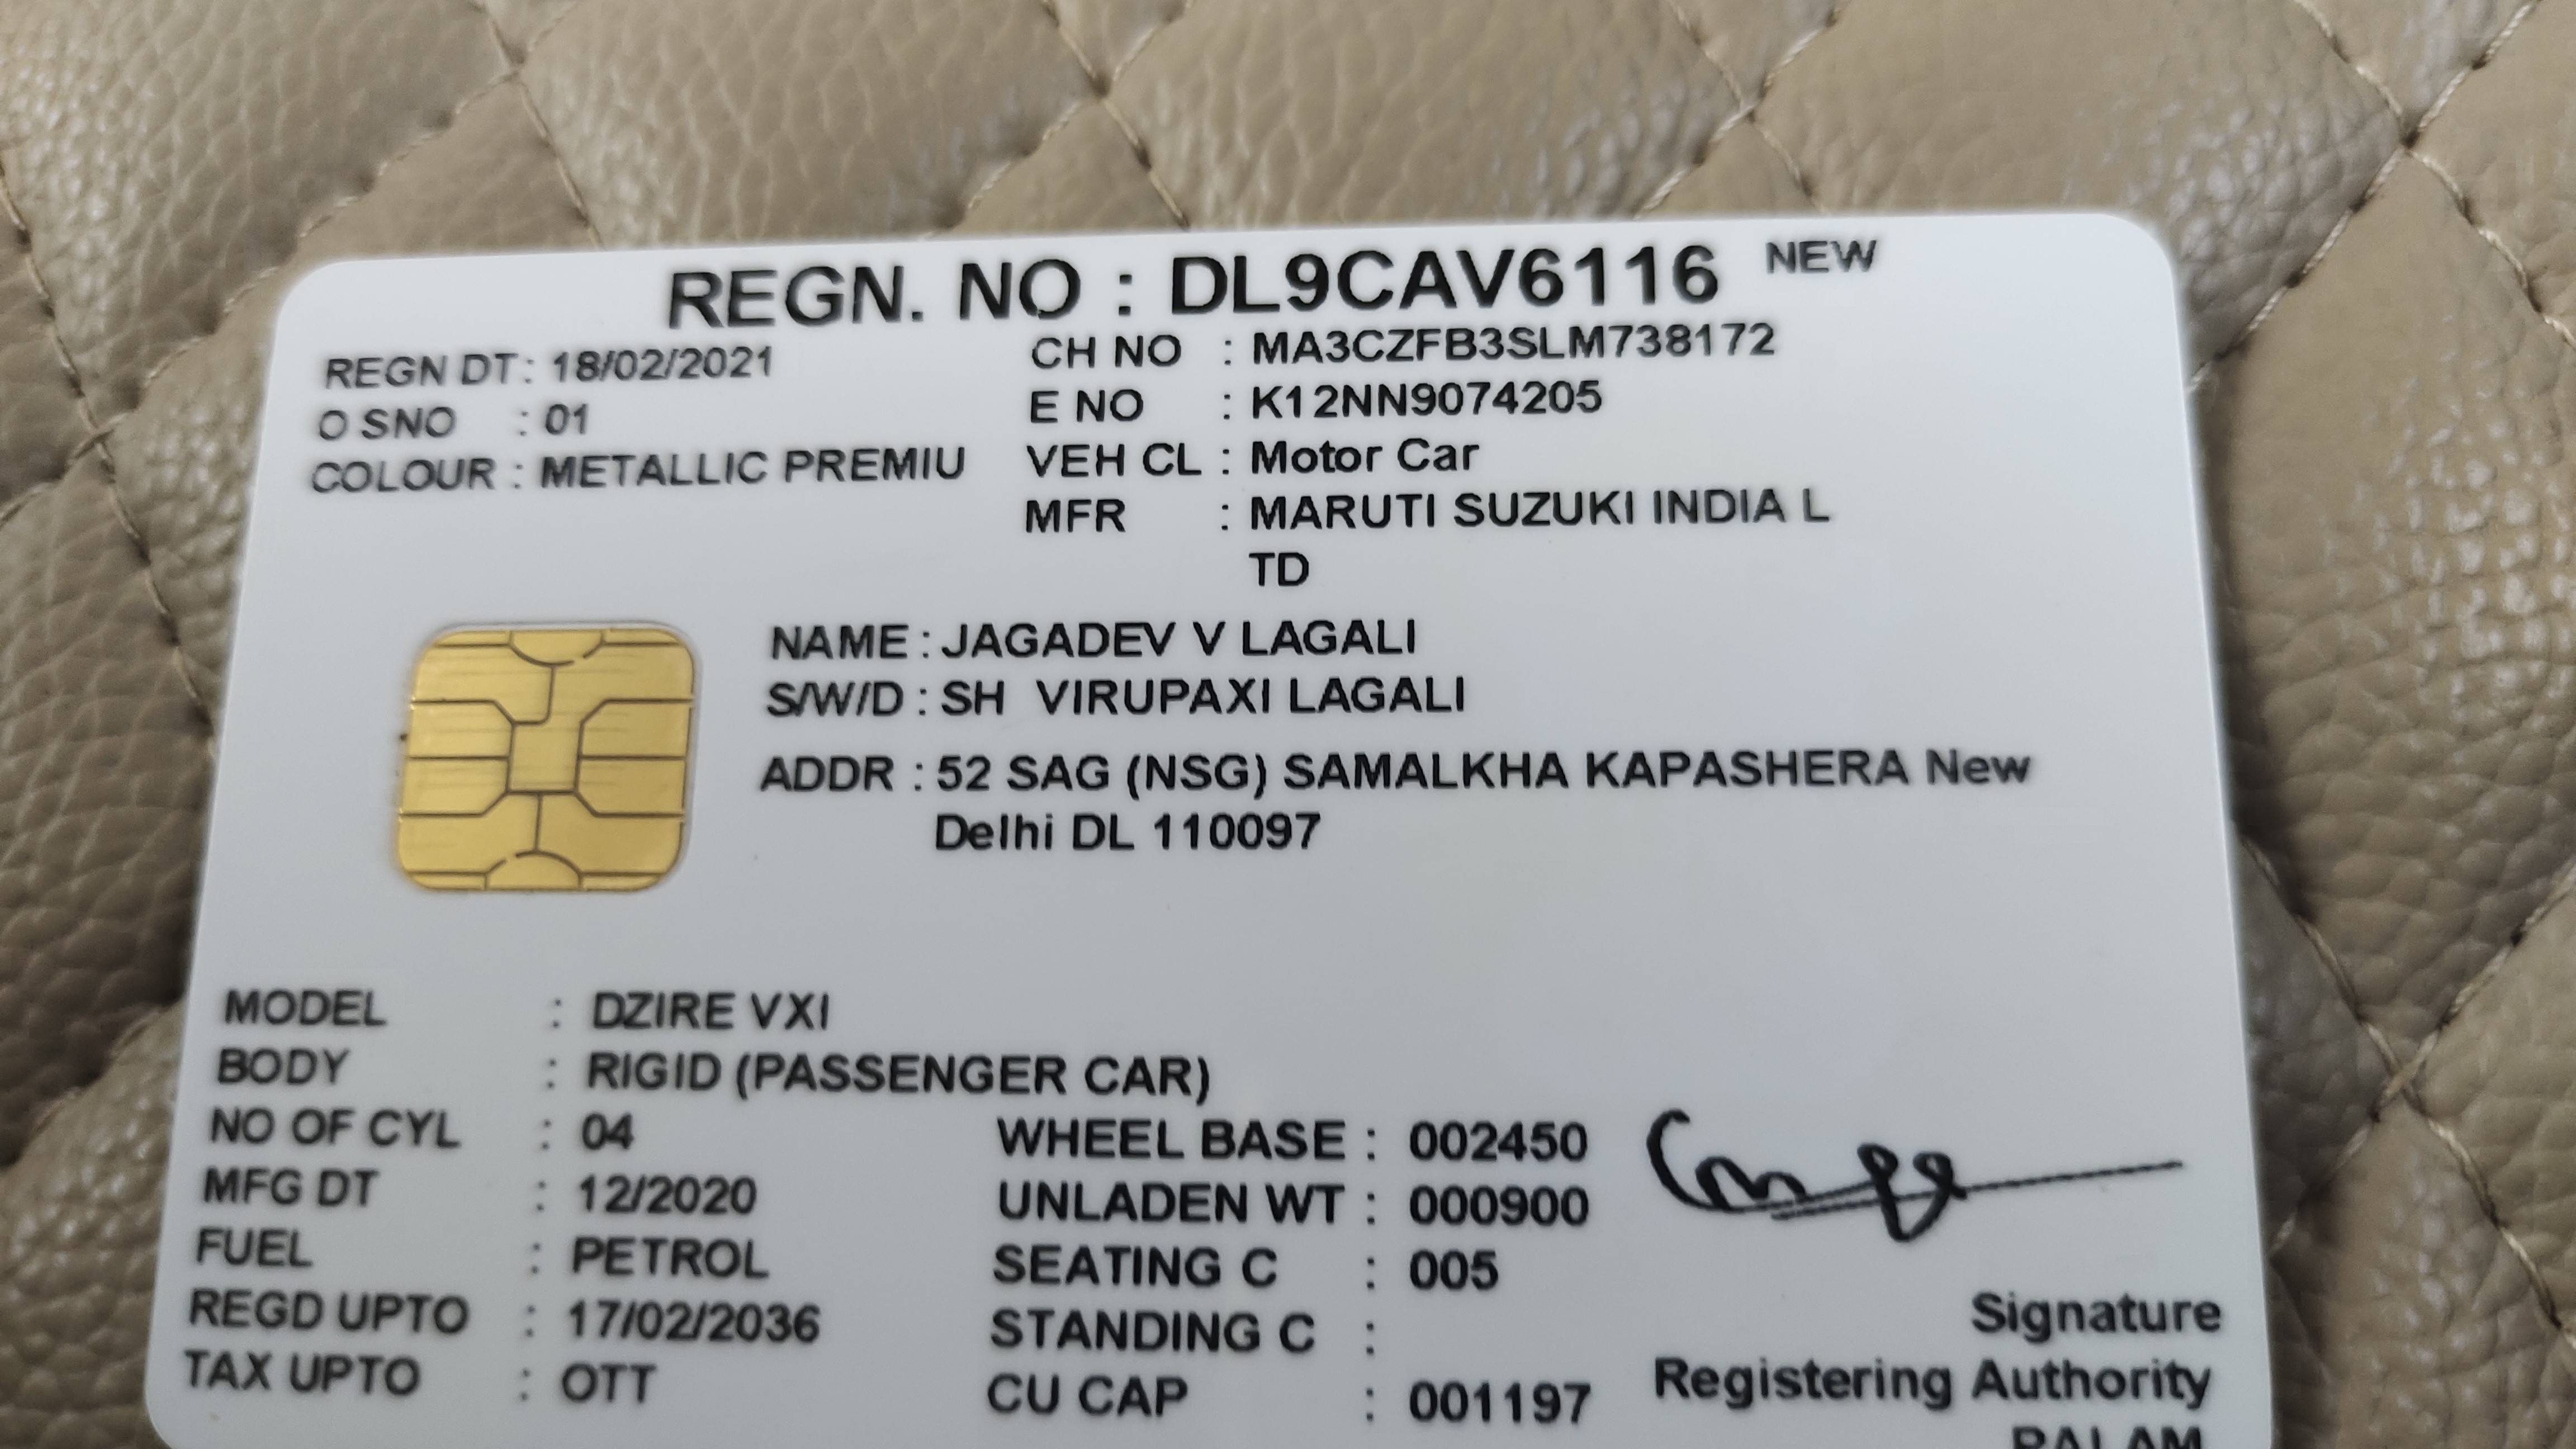 REGN. NO : DL9CAV6116 NEW
REGN DT : 18/02/2021
O SNO : 01
COLOUR : METALLIC PREMIU
CH NO : MA3CZFB3SLM738172
E NO : K12NN9074205
VEH CL : Motor Car
MFR : MARUTI SUZUKI INDIA L
TD
NAME : JAGADEV V LAGALI
S/W/D : SH VIRUPAXI LAGALI
ADDR : 52 SAG (NSG) SAMALKHA KAPASHERA New
Delhi DL 110097
MODEL : DZIRE VXI
BODY : RIGID (PASSENGER CAR)
NO OF CYL : 04
MFG DT : 12/2020
FUEL : PETROL
REGD UPTO : 17/02/2036
TAX UPTO : OTT
WHEEL BASE : 002450
UNLADEN WT : 000900
SEATING C : 005
STANDING C :
CU CAP : 001197
Signature
Registering Authority
PALAM